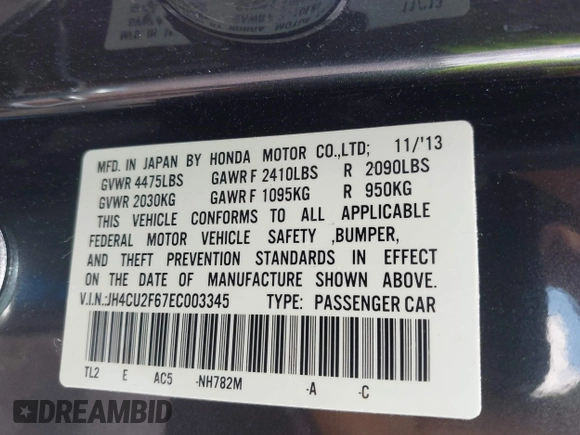 11C13
MFD. IN JAPAN BY HONDA MOTOR CO.,LTD; 11/'13
GVWR 4475LBS GAWR F 2410LBS R 2090LBS
GVWR 2030KG GAWR F 1095KG R 950KG
THIS VEHICLE CONFORMS TO ALL APPLICABLE
FEDERAL MOTOR VEHICLE SAFETY ,BUMPER,
AND THEFT PREVENTION STANDARDS IN EFFECT
ON THE DATE OF MANUFACTURE SHOWN ABOVE.
V.I.N.:JH4CU2F67EC003345 TYPE: PASSENGER CAR
TL2 E AC5 -NH782M -A -C
DREAMBID